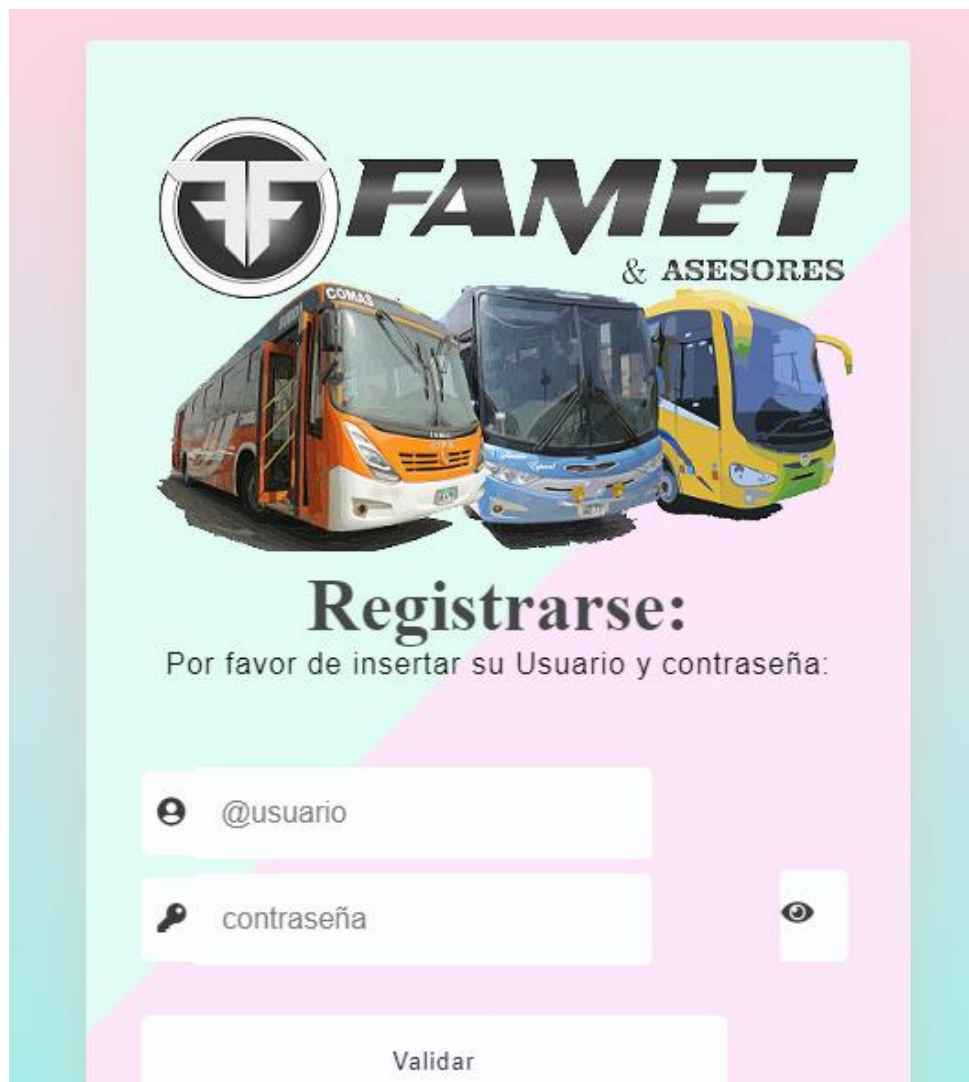 FAMET
& ASESORES
COMAS
Registrarse:
Por favor de insertar su Usuario y contraseña:
@usuario
contraseña
Validar